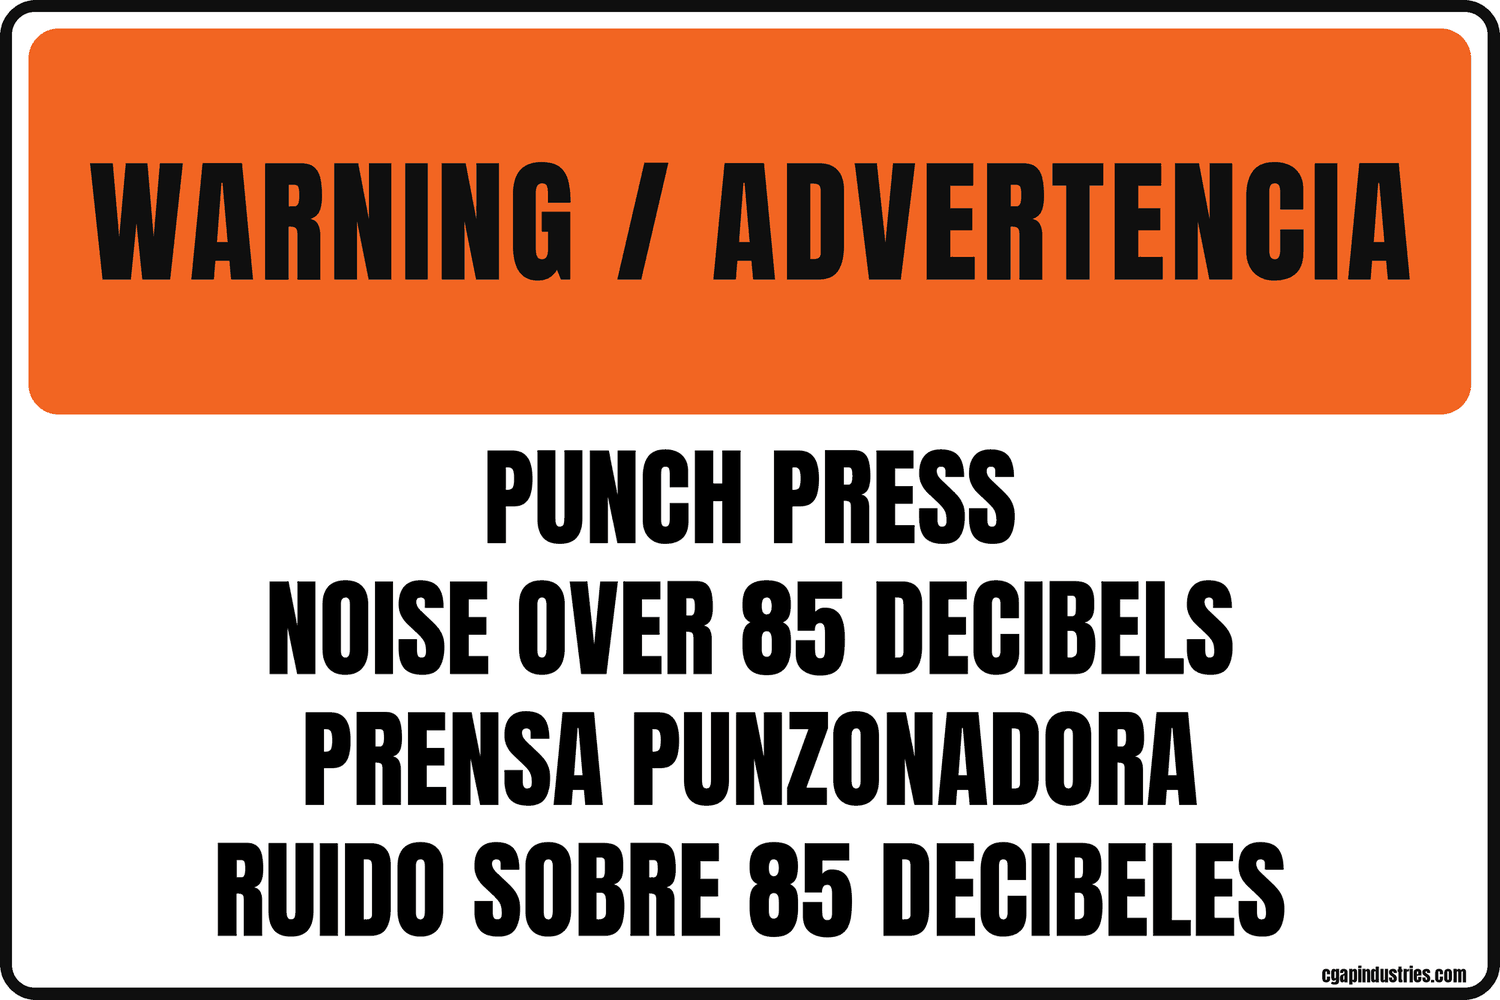 WARNING / ADVERTENCIA
PUNCH PRESS
NOISE OVER 85 DECIBELS
PRENSA PUNZONADORA
RUIDO SOBRE 85 DECIBELES
cgapindustries.com